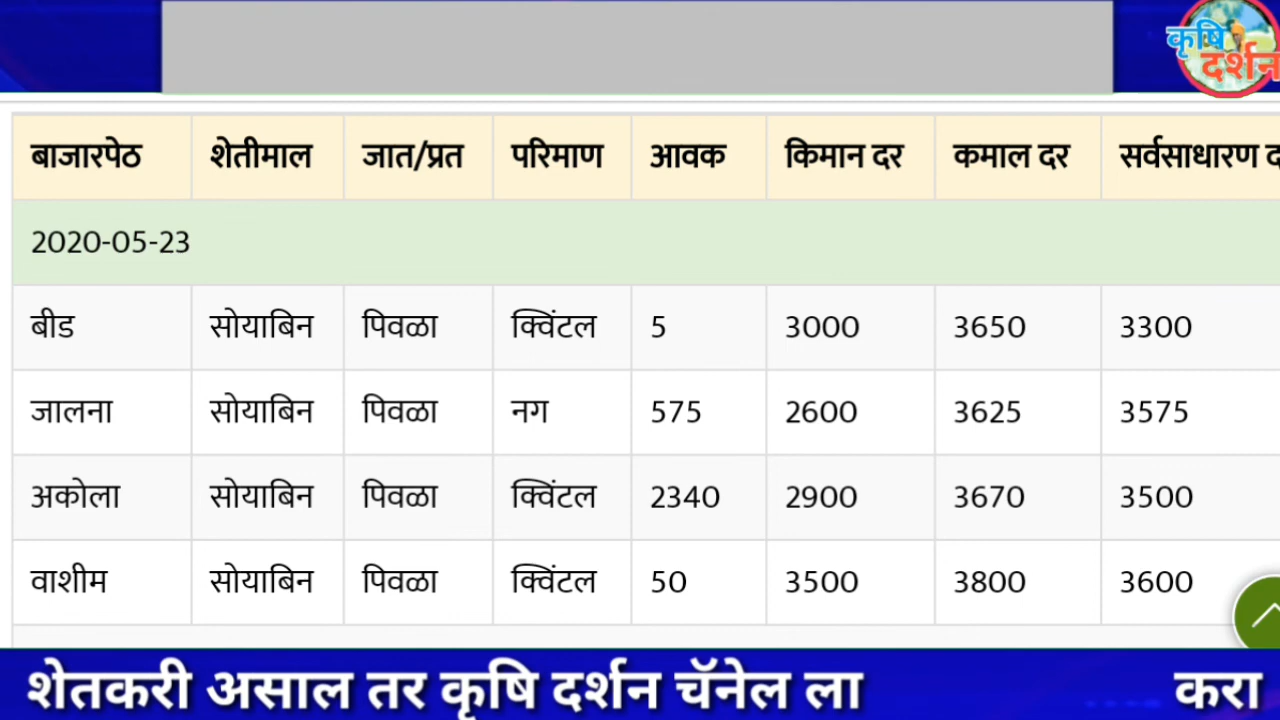 कृषि
दर्शन
बाजारपेठ शेतीमाल जात/प्रत परिमाण आवक किमान दर कमाल दर सर्वसाधारण
2020-05-23
बीड सोयाबिन पिवळा क्विंटल 5 3000 3650 3300
जालना सोयाबिन पिवळा नग 575 2600 3625 3575
अकोला सोयाबिन पिवळा क्विंटल 2340 2900 3670 3500
वाशीम सोयाबिन पिवळा क्विंटल 50 3500 3800 3600
शेतकरी असाल तर कृषि दर्शन चॅनेल ला करा